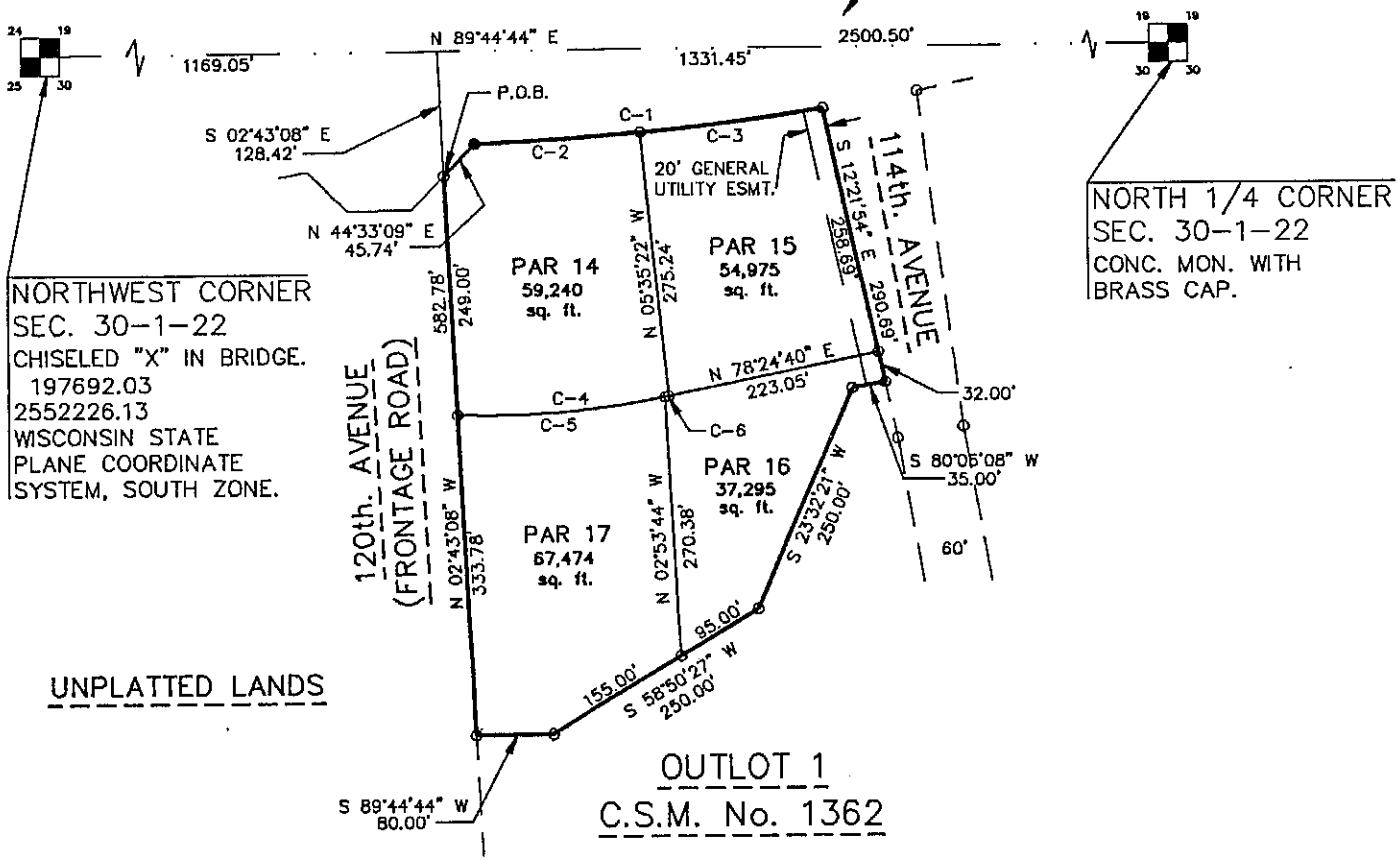 24 19
25 30
1169.05'
N 89°44'44" E
1331.45'
2500.50'
19 19
30 30
P.O.B.
S 02°43'08" E
128.42'
C-1
C-2
C-3
20' GENERAL
UTILITY ESMT.
N 44°33'09" E
45.74'
S 12°21'54" E
258.69'
290.69'
114th. AVENUE
NORTH 1/4 CORNER
SEC. 30-1-22
CONC. MON. WITH
BRASS CAP.
NORTHWEST CORNER
SEC. 30-1-22
CHISELED "X" IN BRIDGE.
197692.03
2552226.13
WISCONSIN STATE
PLANE COORDINATE
SYSTEM, SOUTH ZONE.
582.78'
249.00'
PAR 14
59,240
sq. ft.
N 05°35'22" W
275.24'
PAR 15
54,975
sq. ft.
N 78°24'40" E
223.05'
32.00'
C-4
C-5
C-6
120th. AVENUE
(FRONTAGE ROAD)
N 02°43'08" W
333.78'
PAR 17
67,474
sq. ft.
N 02°53'44" W
270.38'
PAR 16
37,295
sq. ft.
S 23°32'21" W
250.00'
S 80°05'08" W
35.00'
60'
95.00'
155.00'
S 58°50'27" W
250.00'
UNPLATTED LANDS
S 89°44'44" W
80.00'
OUTLOT 1
C.S.M. No. 1362